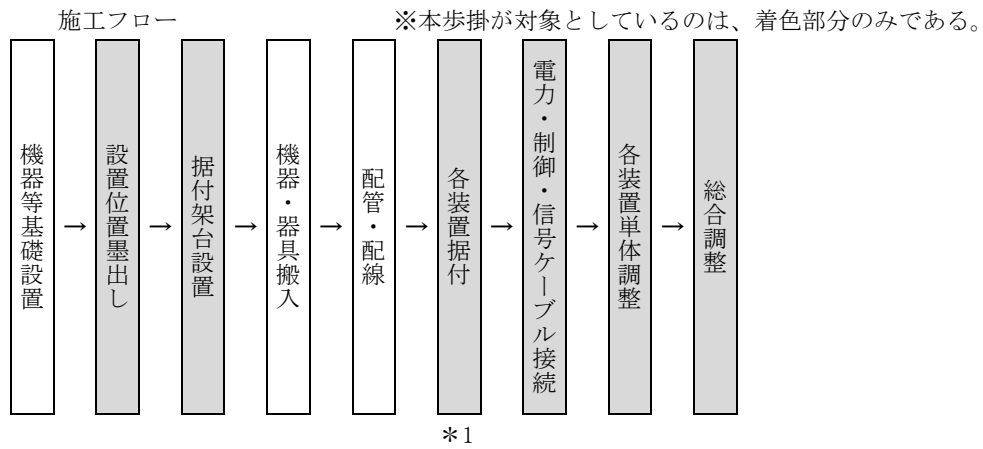 施工フロー
※本歩掛が対象としているのは、着色部分のみである。
機器等基礎設置
→
設置位置墨出し
→
据付架台設置
→
機器・器具搬入
→
配管・配線
→
各装置据付
→
電力・制御・信号ケーブル接続
→
各装置単体調整
→
総合調整
＊1